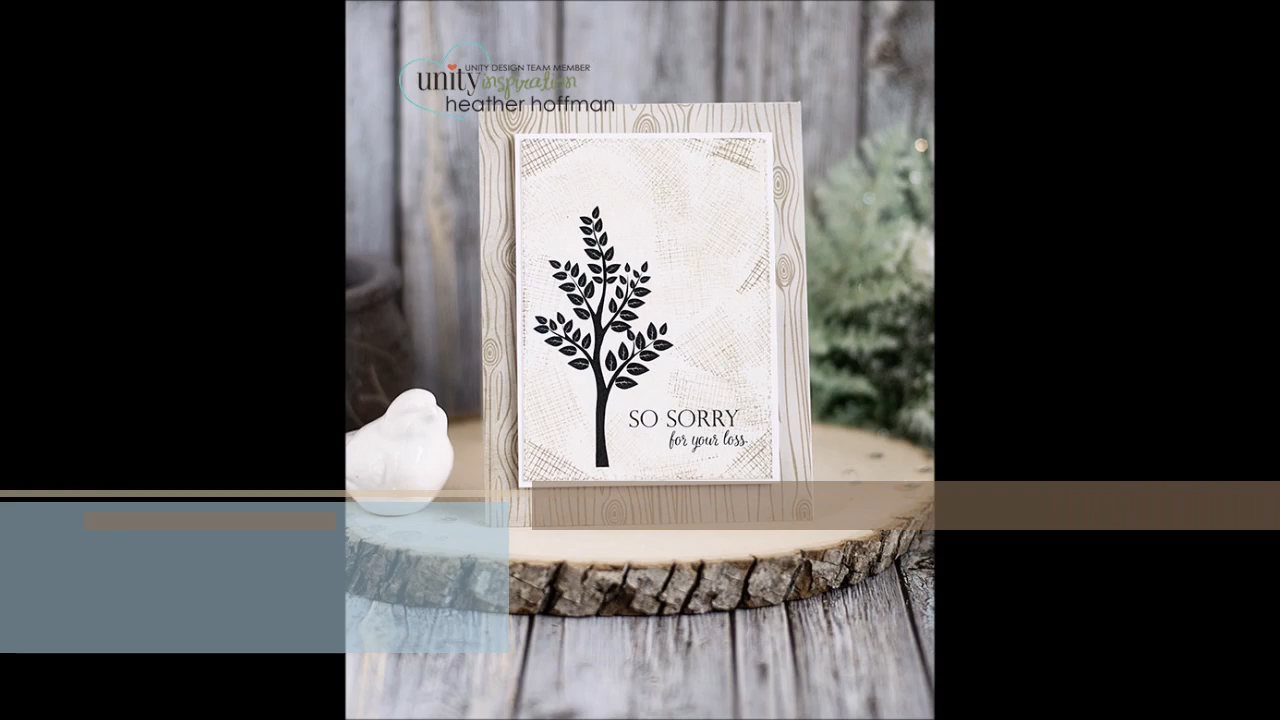 UNITY DESIGN TEAM MEMBER
unity inspiration
heather hoffman
SO SORRY
for your loss